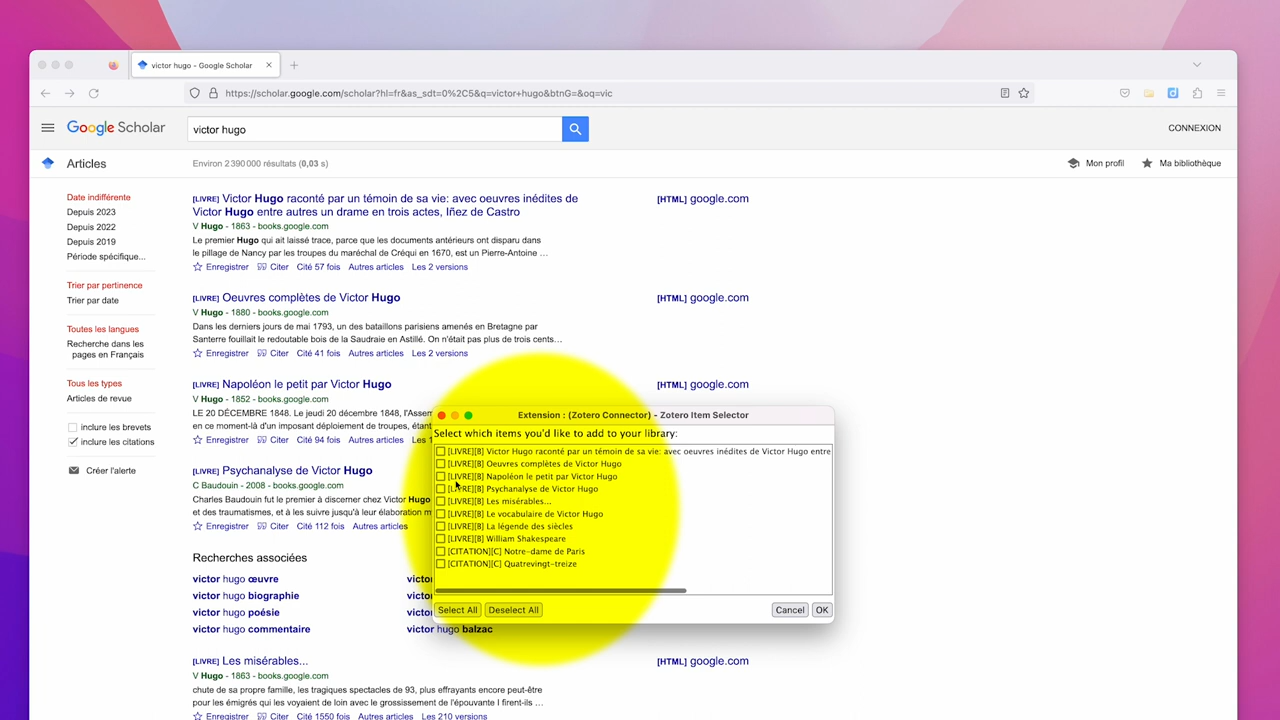 victor hugo - Google Scholar
https://scholar.google.com/scholar?hl=fr&as_sdt=0%2C5&q=victor+hugo&btnG=&oq=vic
Google Scholar
victor hugo
CONNEXION
Articles
Environ 2 390 000 résultats (0,03 s)
Mon profil
Ma bibliothèque
Date indifférente
Depuis 2023
Depuis 2022
Depuis 2019
Période spécifique...
Trier par pertinence
Trier par date
Toutes les langues
Recherche dans les
pages en Français
Tous les types
Articles de revue
inclure les brevets
inclure les citations
Créer l'alerte
[LIVRE] Victor Hugo raconté par un témoin de sa vie: avec oeuvres inédites de
Victor Hugo entre autres un drame en trois actes, Iñez de Castro
V Hugo - 1863 - books.google.com
Le premier Hugo qui ait laissé trace, parce que les documents antérieurs ont disparu dans
le pillage de Nancy par les troupes du maréchal de Créqui en 1670, est un Pierre-Antoine …
Enregistrer Citer Cité 57 fois Autres articles Les 2 versions
[HTML] google.com
[LIVRE] Oeuvres complètes de Victor Hugo
V Hugo - 1880 - books.google.com
Dans les derniers jours de mai 1793, un des bataillons parisiens amenés en Bretagne par
Santerre fouillait le redoutable bois de la Saudraie en Astillé. On n'était pas plus de trois cents…
Enregistrer Citer Cité 41 fois Autres articles Les 2 versions
[HTML] google.com
[LIVRE] Napoléon le petit par Victor Hugo
V Hugo - 1852 - books.google.com
LE 20 DÉCEMBRE 1848. Le jeudi 20 décembre 1848, l'Assem
en ce moment-là d'un imposant déploiement de troupes, étant
Enregistrer Citer Cité 94 fois Autres articles Les 1
[HTML] google.com
[LIVRE] Psychanalyse de Victor Hugo
C Baudouin - 2008 - books.google.com
Charles Baudouin fut le premier à discerner chez Victor Hugo
et des traumatismes, et à suivre jusqu'à leur élaboration m
Enregistrer Citer Cité 112 fois Autres articles
Recherches associées
victor hugo œuvre
victor hugo biographie
victor hugo poésie
victor hugo commentaire
victor hugo balzac
[LIVRE] Les misérables...
V Hugo - 1863 - books.google.com
chute de sa propre famille, les tragiques spectacles de 93, plus effrayants encore peut-être
pour les émigrés qui les voyaient de loin avec le grossissement de l'épouvante I firent-ils …
Enregistrer Citer Cité 1550 fois Autres articles Les 210 versions
[HTML] google.com
Extension : (Zotero Connector) - Zotero Item Selector
Select which items you'd like to add to your library:
[LIVRE][B] Victor Hugo raconté par un témoin de sa vie: avec oeuvres inédites de Victor Hugo entre
[LIVRE][B] Oeuvres complètes de Victor Hugo
[LIVRE][B] Napoléon le petit par Victor Hugo
[LIVRE][B] Psychanalyse de Victor Hugo
[LIVRE][B] Les misérables...
[LIVRE][B] Le vocabulaire de Victor Hugo
[LIVRE][B] La légende des siècles
[LIVRE][B] William Shakespeare
[CITATION][C] Notre-dame de Paris
[CITATION][C] Quatrevingt-treize
Select All Deselect All Cancel OK